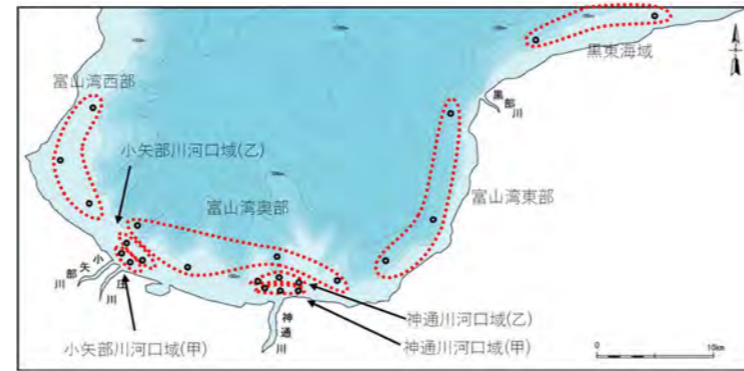 黒東海域
富山湾西部
黒部川
小矢部川河口域(乙)
富山湾奥部
富山湾東部
小矢部川
庄川
神通川
神通川河口域(乙)
小矢部川河口域(甲)
神通川河口域(甲)
0
10km